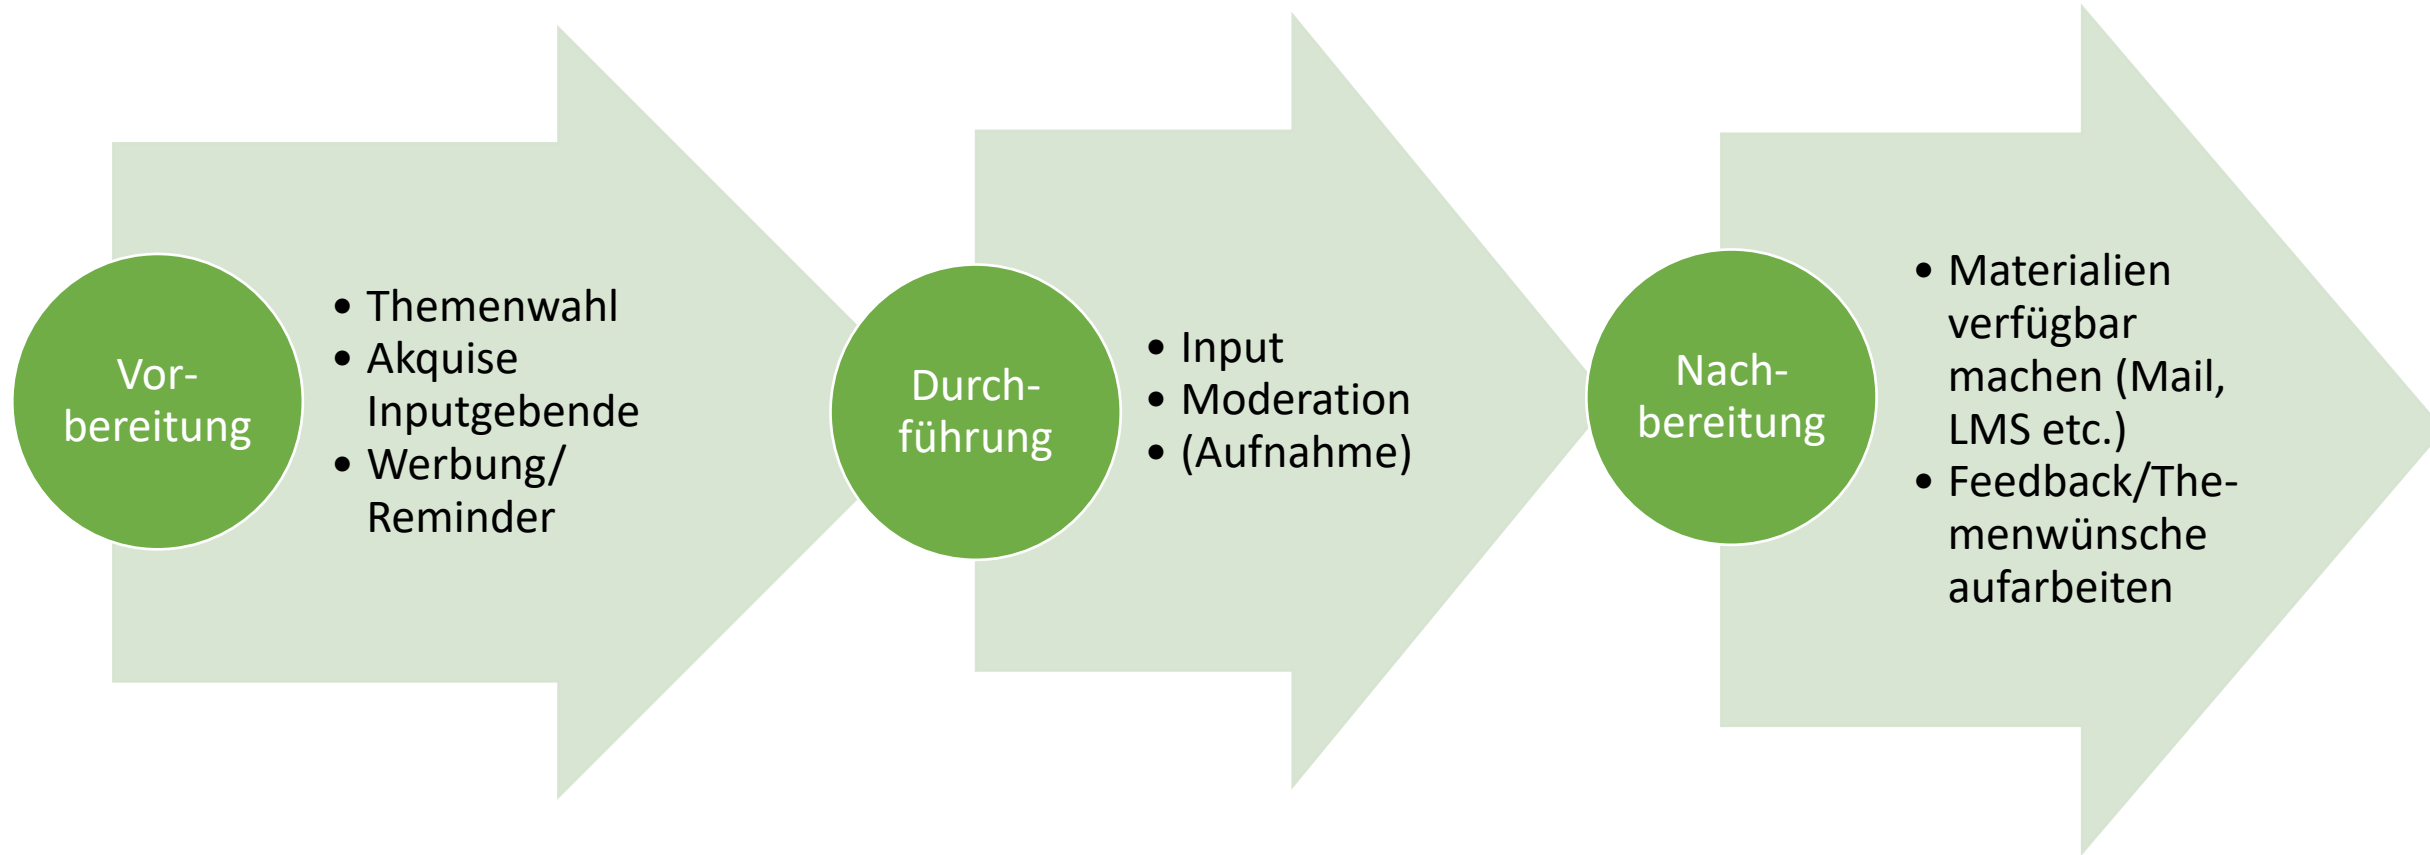 Vor-
bereitung
• Themenwahl
• Akquise
Inputgebende
• Werbung/
Reminder
Durch-
führung
• Input
• Moderation
• (Aufnahme)
Nach-
bereitung
• Materialien
verfügbar
machen (Mail,
LMS etc.)
• Feedback/The-
menwünsche
aufarbeiten